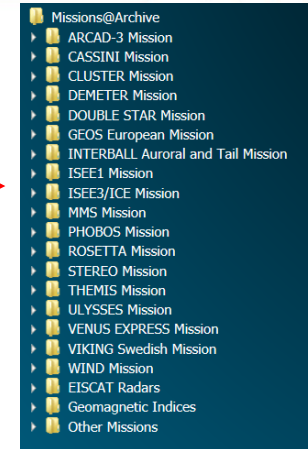 Missions@Archive
ARCAD-3 Mission
CASSINI Mission
CLUSTER Mission
DEMETER Mission
DOUBLE STAR Mission
GEOS European Mission
INTERBALL Auroral and Tail Mission
ISEE1 Mission
ISEE3/ICE Mission
MMS Mission
PHOBOS Mission
ROSETTA Mission
STEREO Mission
THEMIS Mission
ULYSSES Mission
VENUS EXPRESS Mission
VIKING Swedish Mission
WIND Mission
EISCAT Radars
Geomagnetic Indices
Other Missions